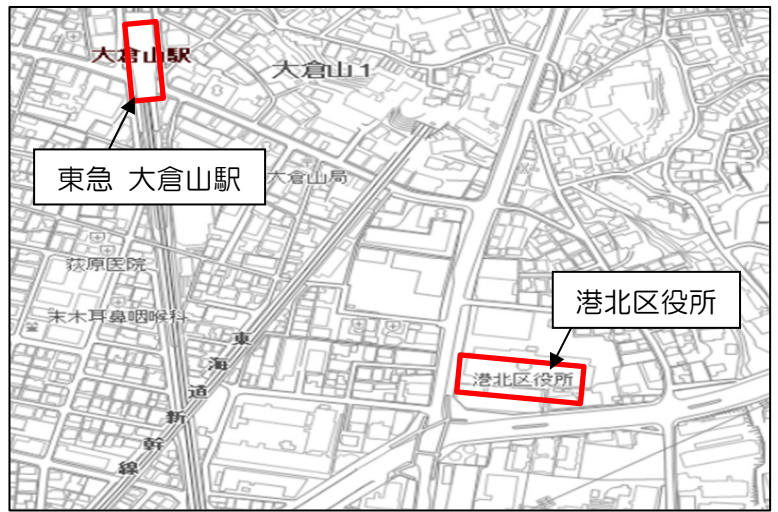 大倉山駅
大倉山1
東急 大倉山駅
大倉山局
荻原医院
港北区役所
末木耳鼻咽喉科
東海道新幹線
港北区役所